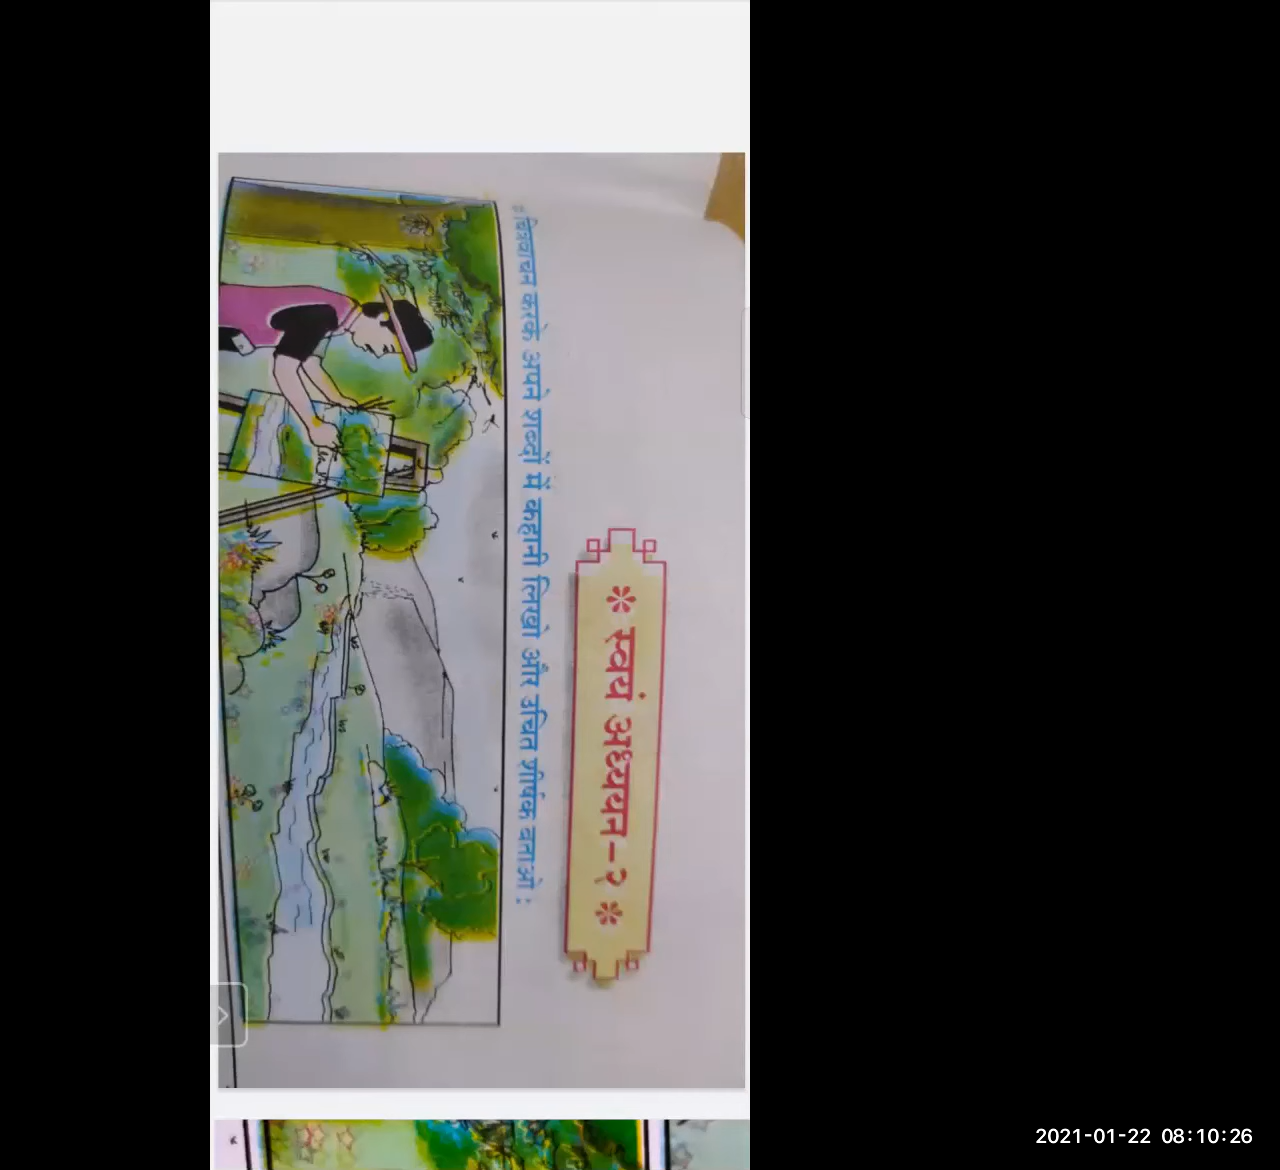 * स्वयं अध्ययन–२ *
* चित्रवाचन करके अपने शब्दों में कहानी लिखो और उचित शीर्षक बताओ :
2021-01-22 08:10:26